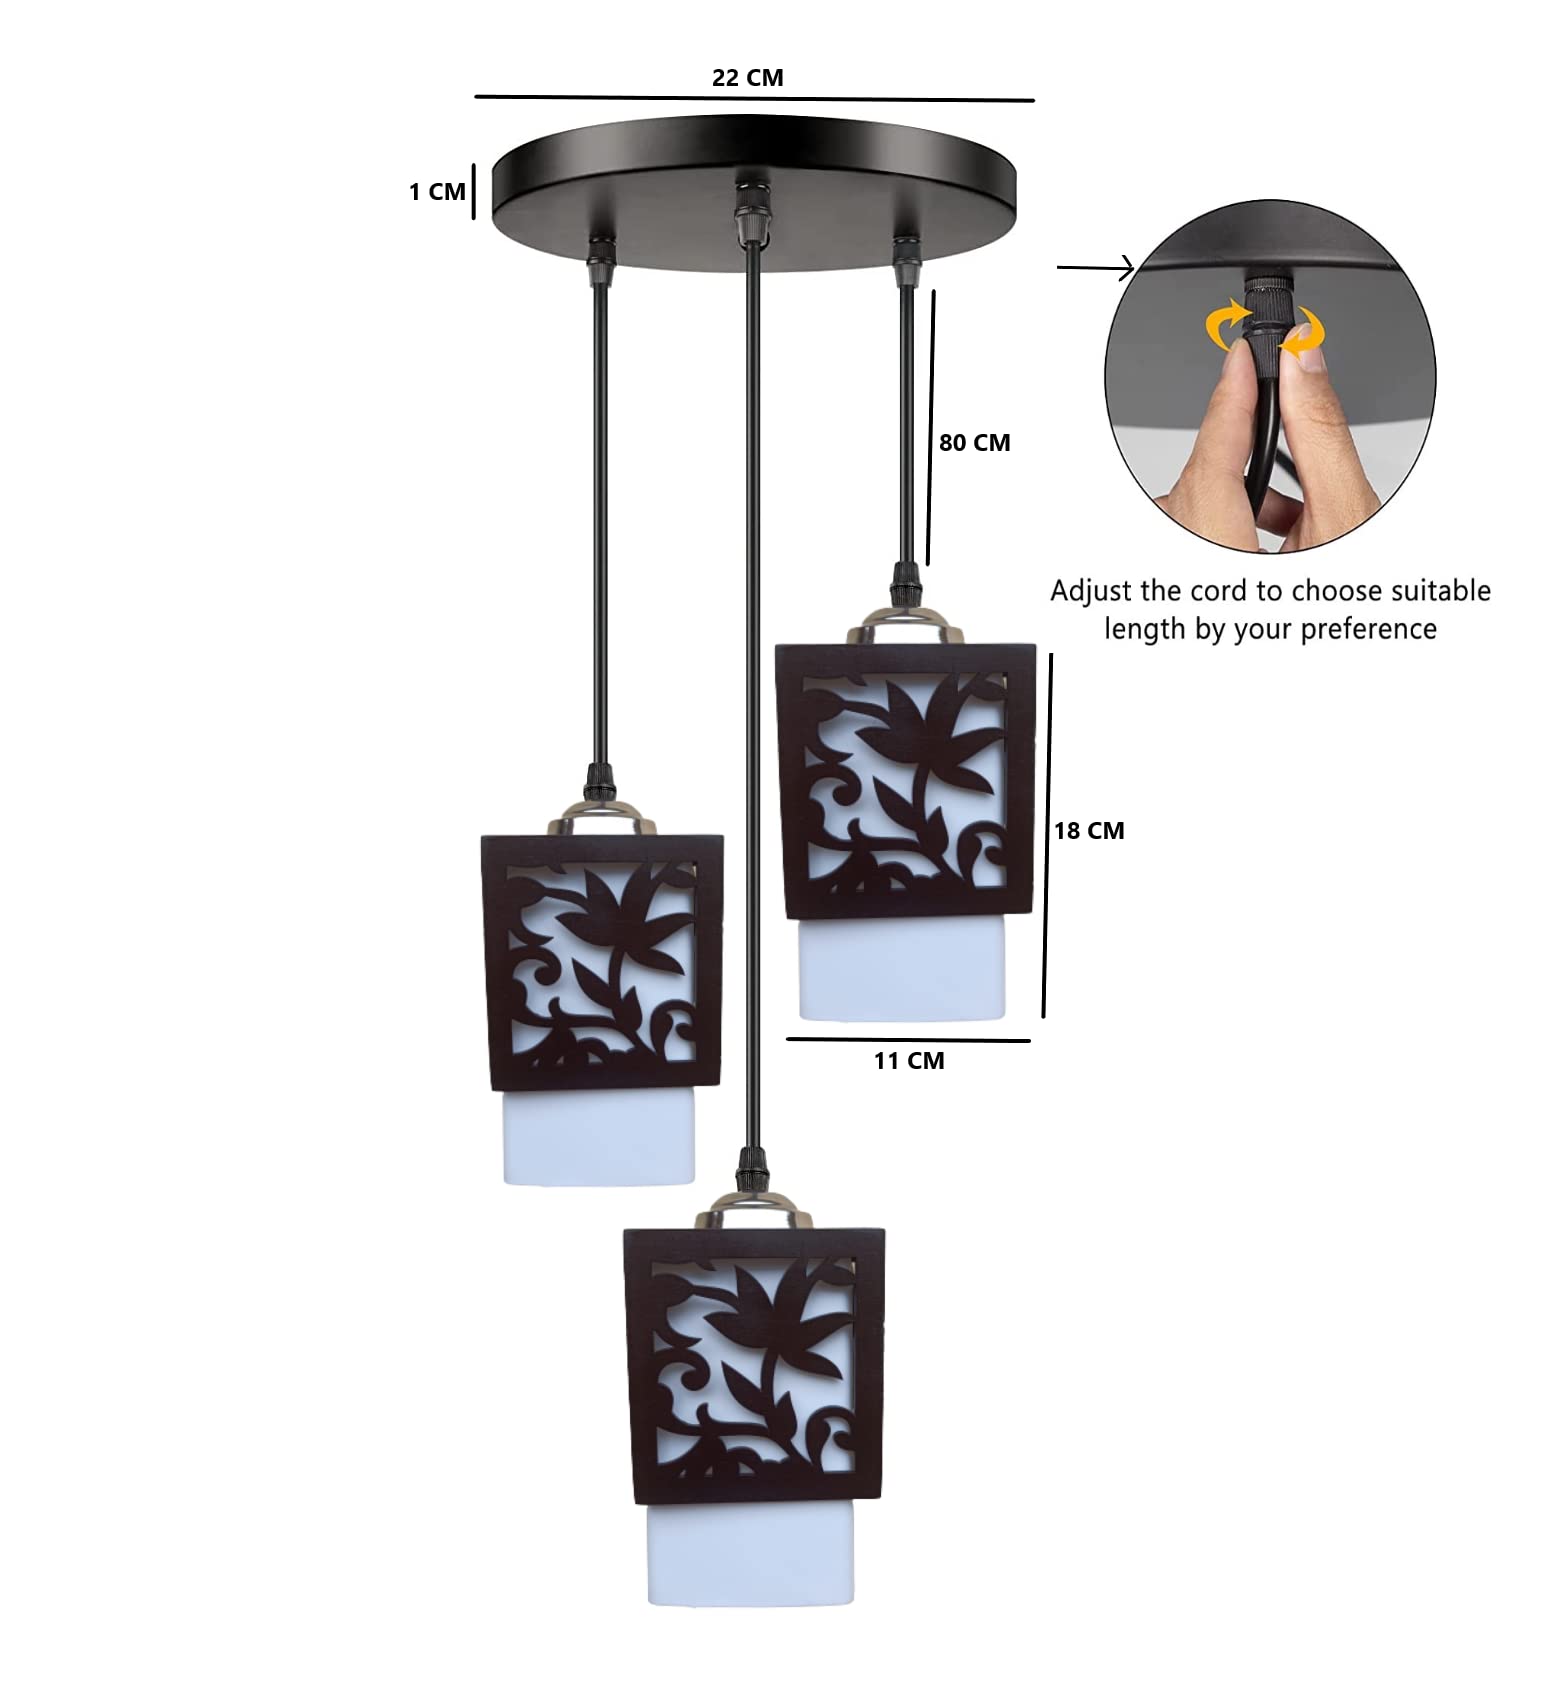 22 CM
1 CM
80 CM
Adjust the cord to choose suitable
length by your preference
18 CM
11 CM